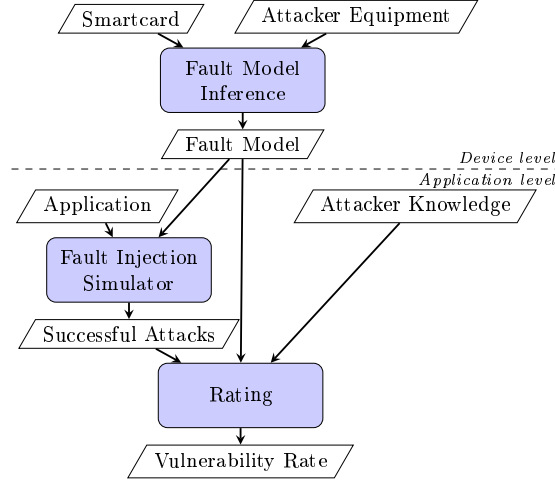 Smartcard
Attacker Equipment
Fault Model
Inference
Fault Model
Device level
Application level
Application
Attacker Knowledge
Fault Injection
Simulator
Successful Attacks
Rating
Vulnerability Rate